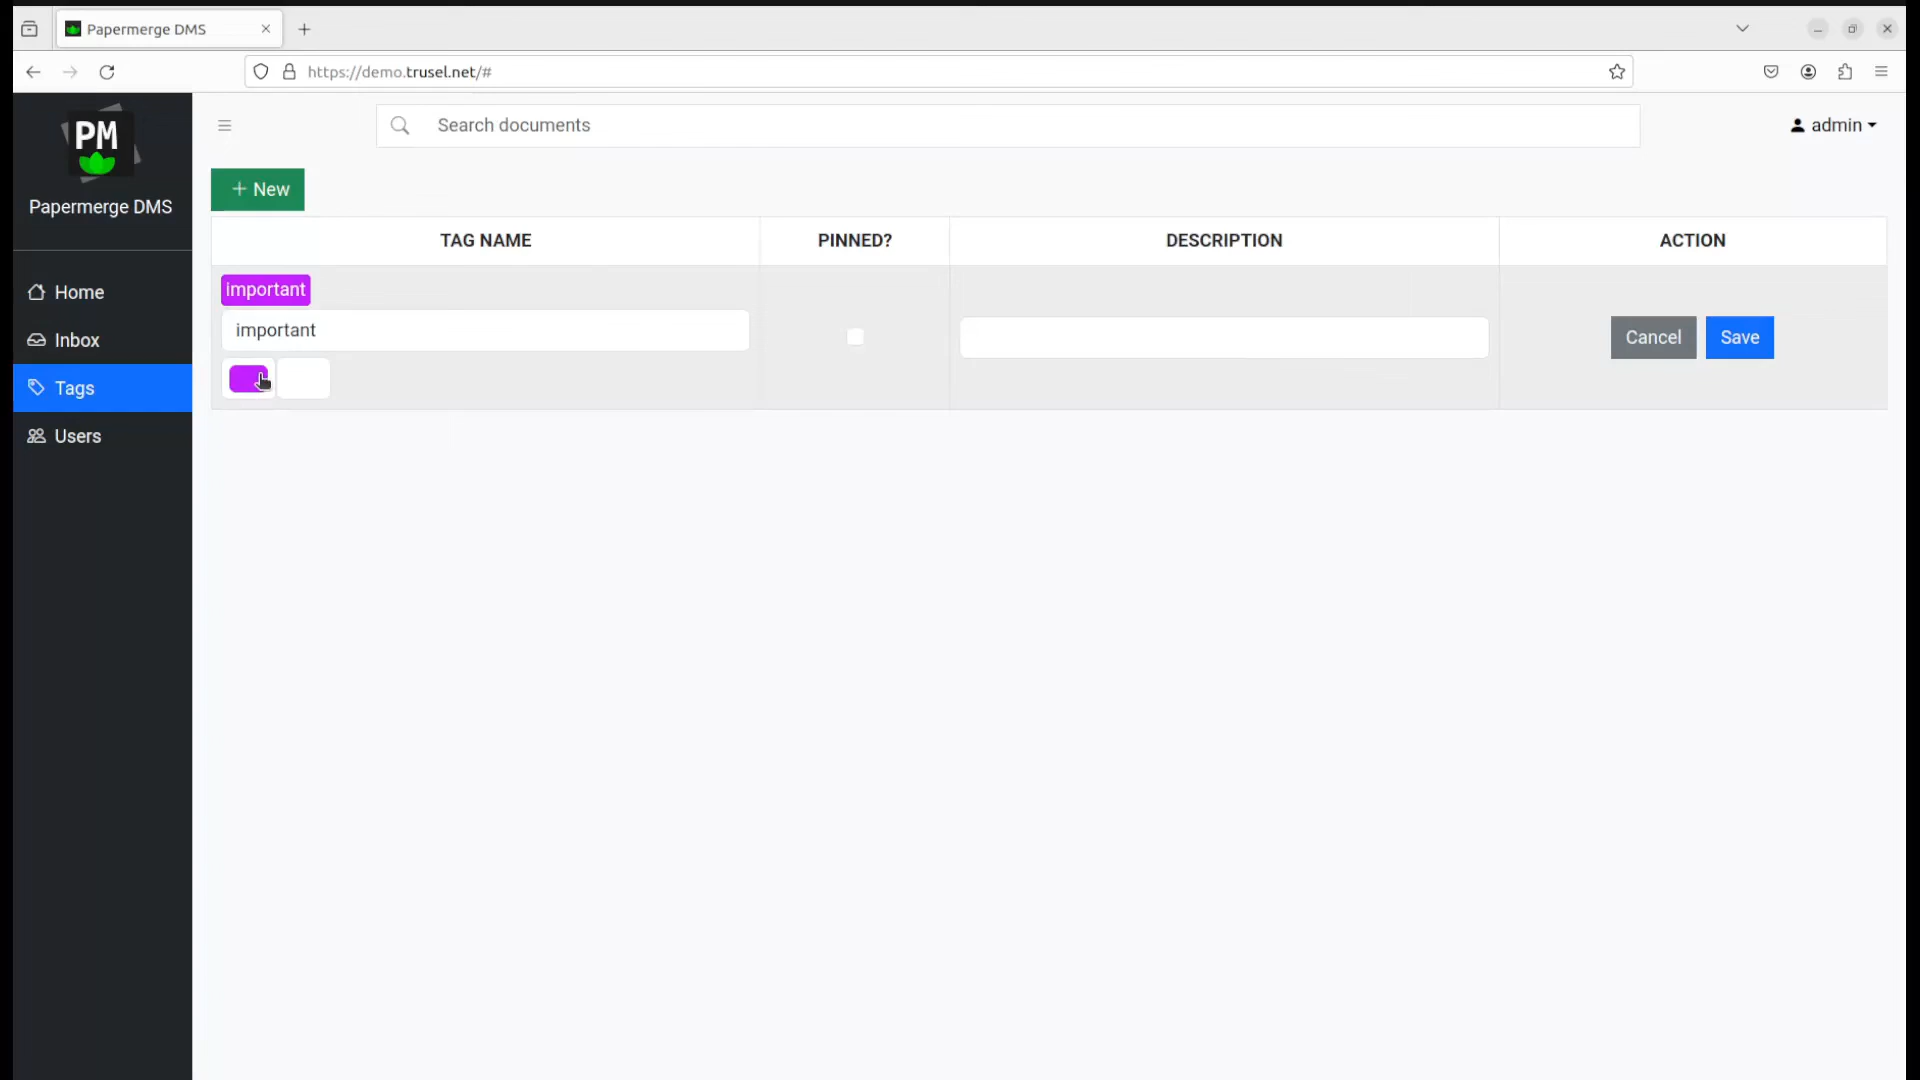 Papermerge DMS
https://demo.trusel.net/#
PM
Papermerge DMS
Search documents
admin
New
Home
Inbox
Tags
Users
TAG NAME PINNED? DESCRIPTION ACTION
important
important
Cancel Save